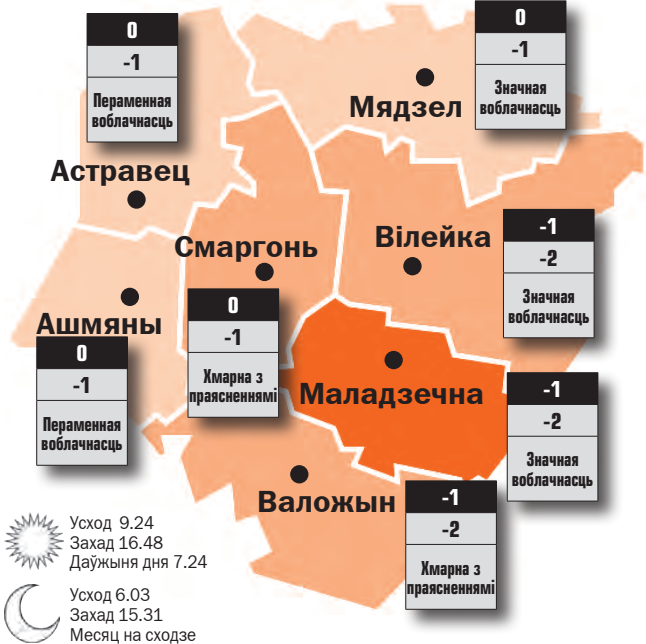 0
-1
Пераменная
воблачнасць
0
-1
Значная
воблачнасць
Мядзел
Астравец
Смаргонь
Вілейка
-1
-2
Значная
воблачнасць
Ашмяны
0
-1
Пераменная
воблачнасць
0
-1
Хмарна з
праясненнямі
Маладзечна
-1
-2
Значная
воблачнасць
Валожын
-1
-2
Хмарна з
праясненнямі
Усход 9.24
Захад 16.48
Даўжыня дня 7.24
Усход 6.03
Захад 15.31
Месяц на сходзе